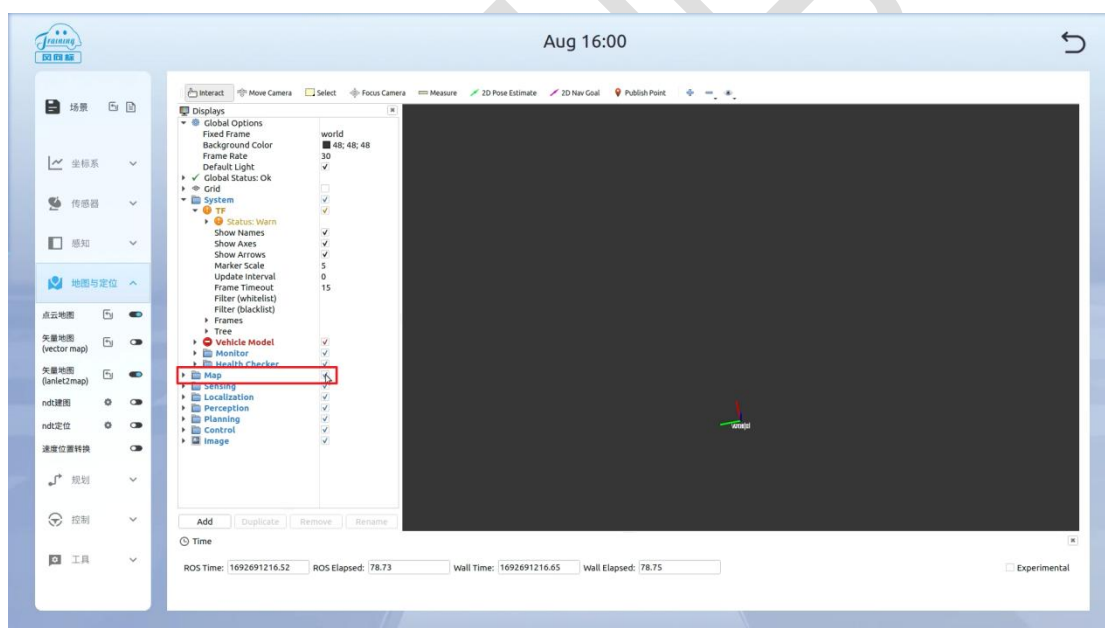 Training
Aug 16:00
场景
坐标系
传感器
感知
地图与定位
点云地图
矢量地图
(vector map)
矢量地图
(lanlet2map)
ndt建图
ndt定位
速度位置转换
规划
控制
工具
Interact Move Camera Select Focus Camera Measure 2D Pose Estimate 2D Nav Goal Publish Point
Displays
Global Options
Fixed Frame world
Background Color 48; 48; 48
Frame Rate 30
Default Light
Global Status: Ok
Grid
System
TF
Status: Warn
Show Names
Show Axes
Show Arrows
Marker Scale 5
Update Interval 0
Frame Timeout 15
Filter (whitelist)
Filter (blacklist)
Frames
Tree
Vehicle Model
Monitor
Health Checker
Map
Sensing
Localization
Perception
Planning
Control
Image
Add Duplicate Remove Rename
Time
ROS Time: 1692691216.52 ROS Elapsed: 78.73 Wall Time: 1692691216.65 Wall Elapsed: 78.75 Experimental